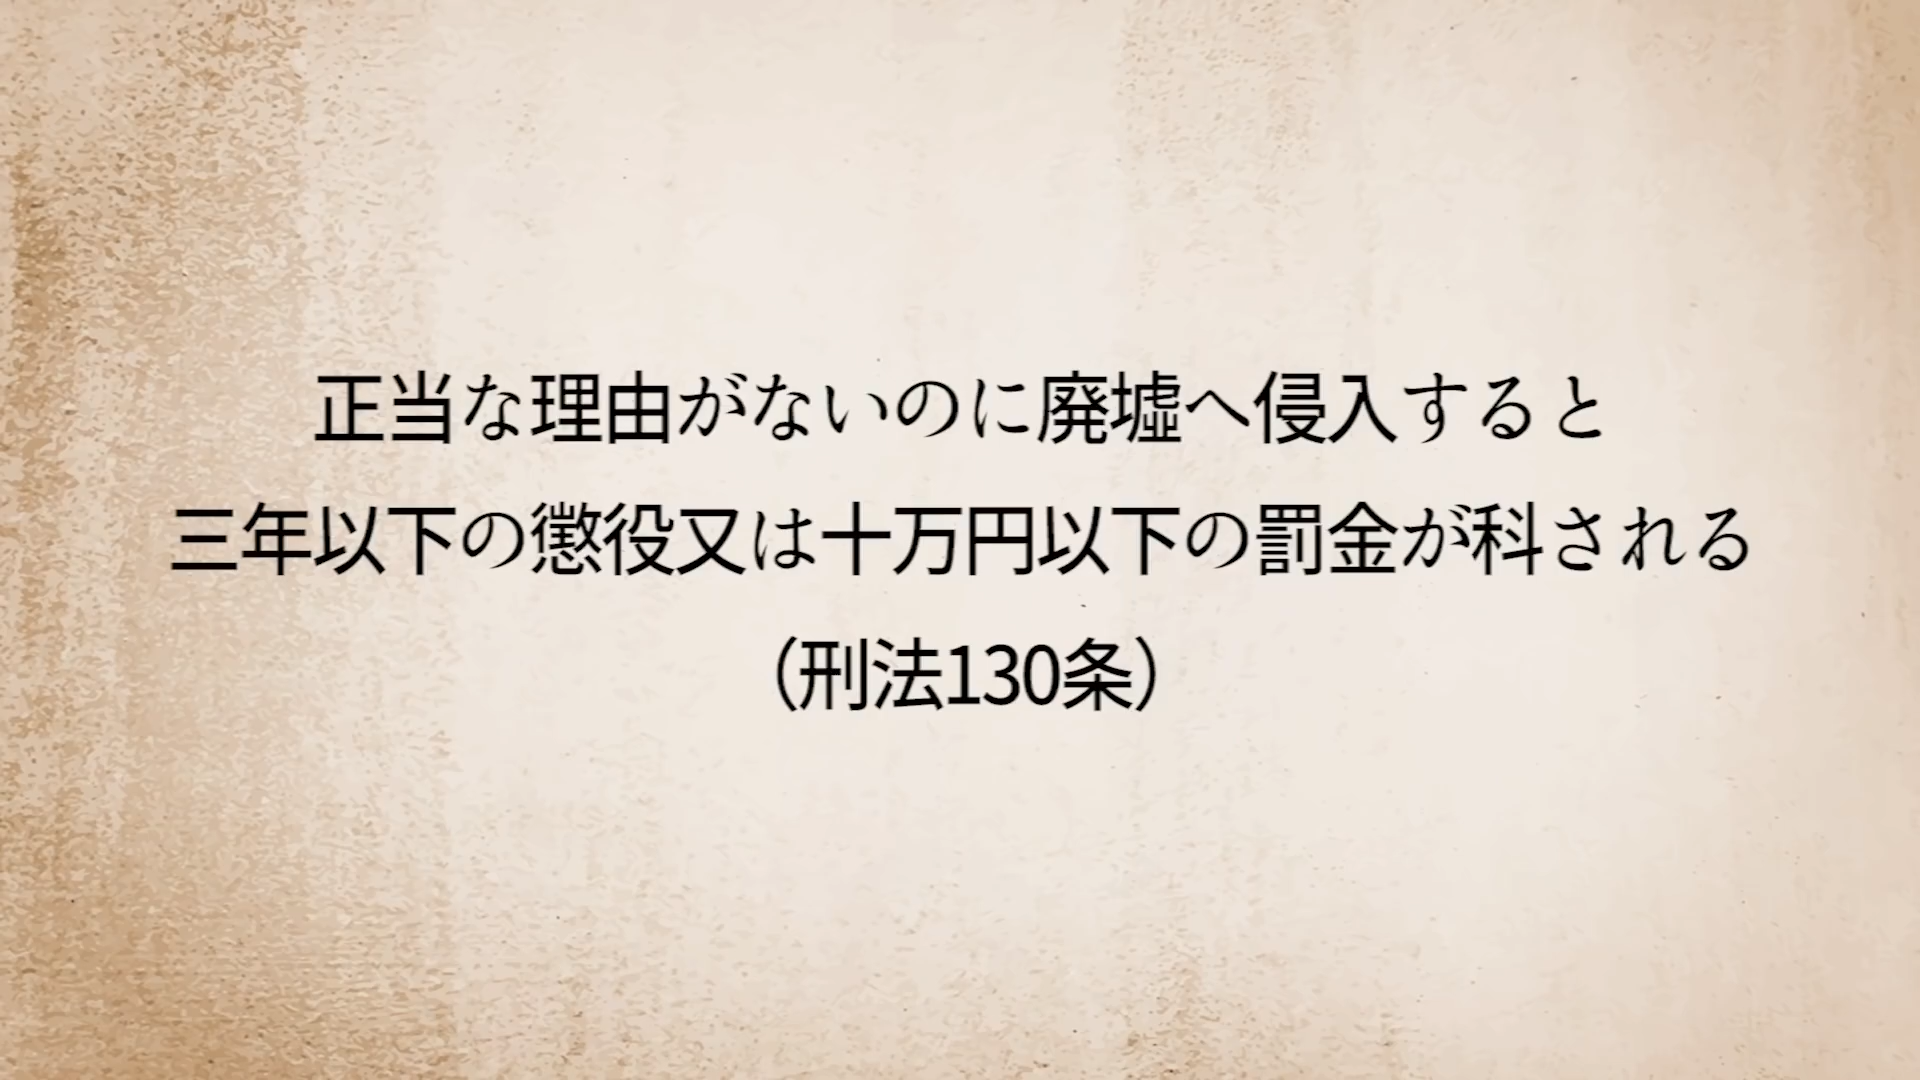 正当な理由がないのに廃墟へ侵入すると
三年以下の懲役又は十万円以下の罰金が科される
（刑法130条）